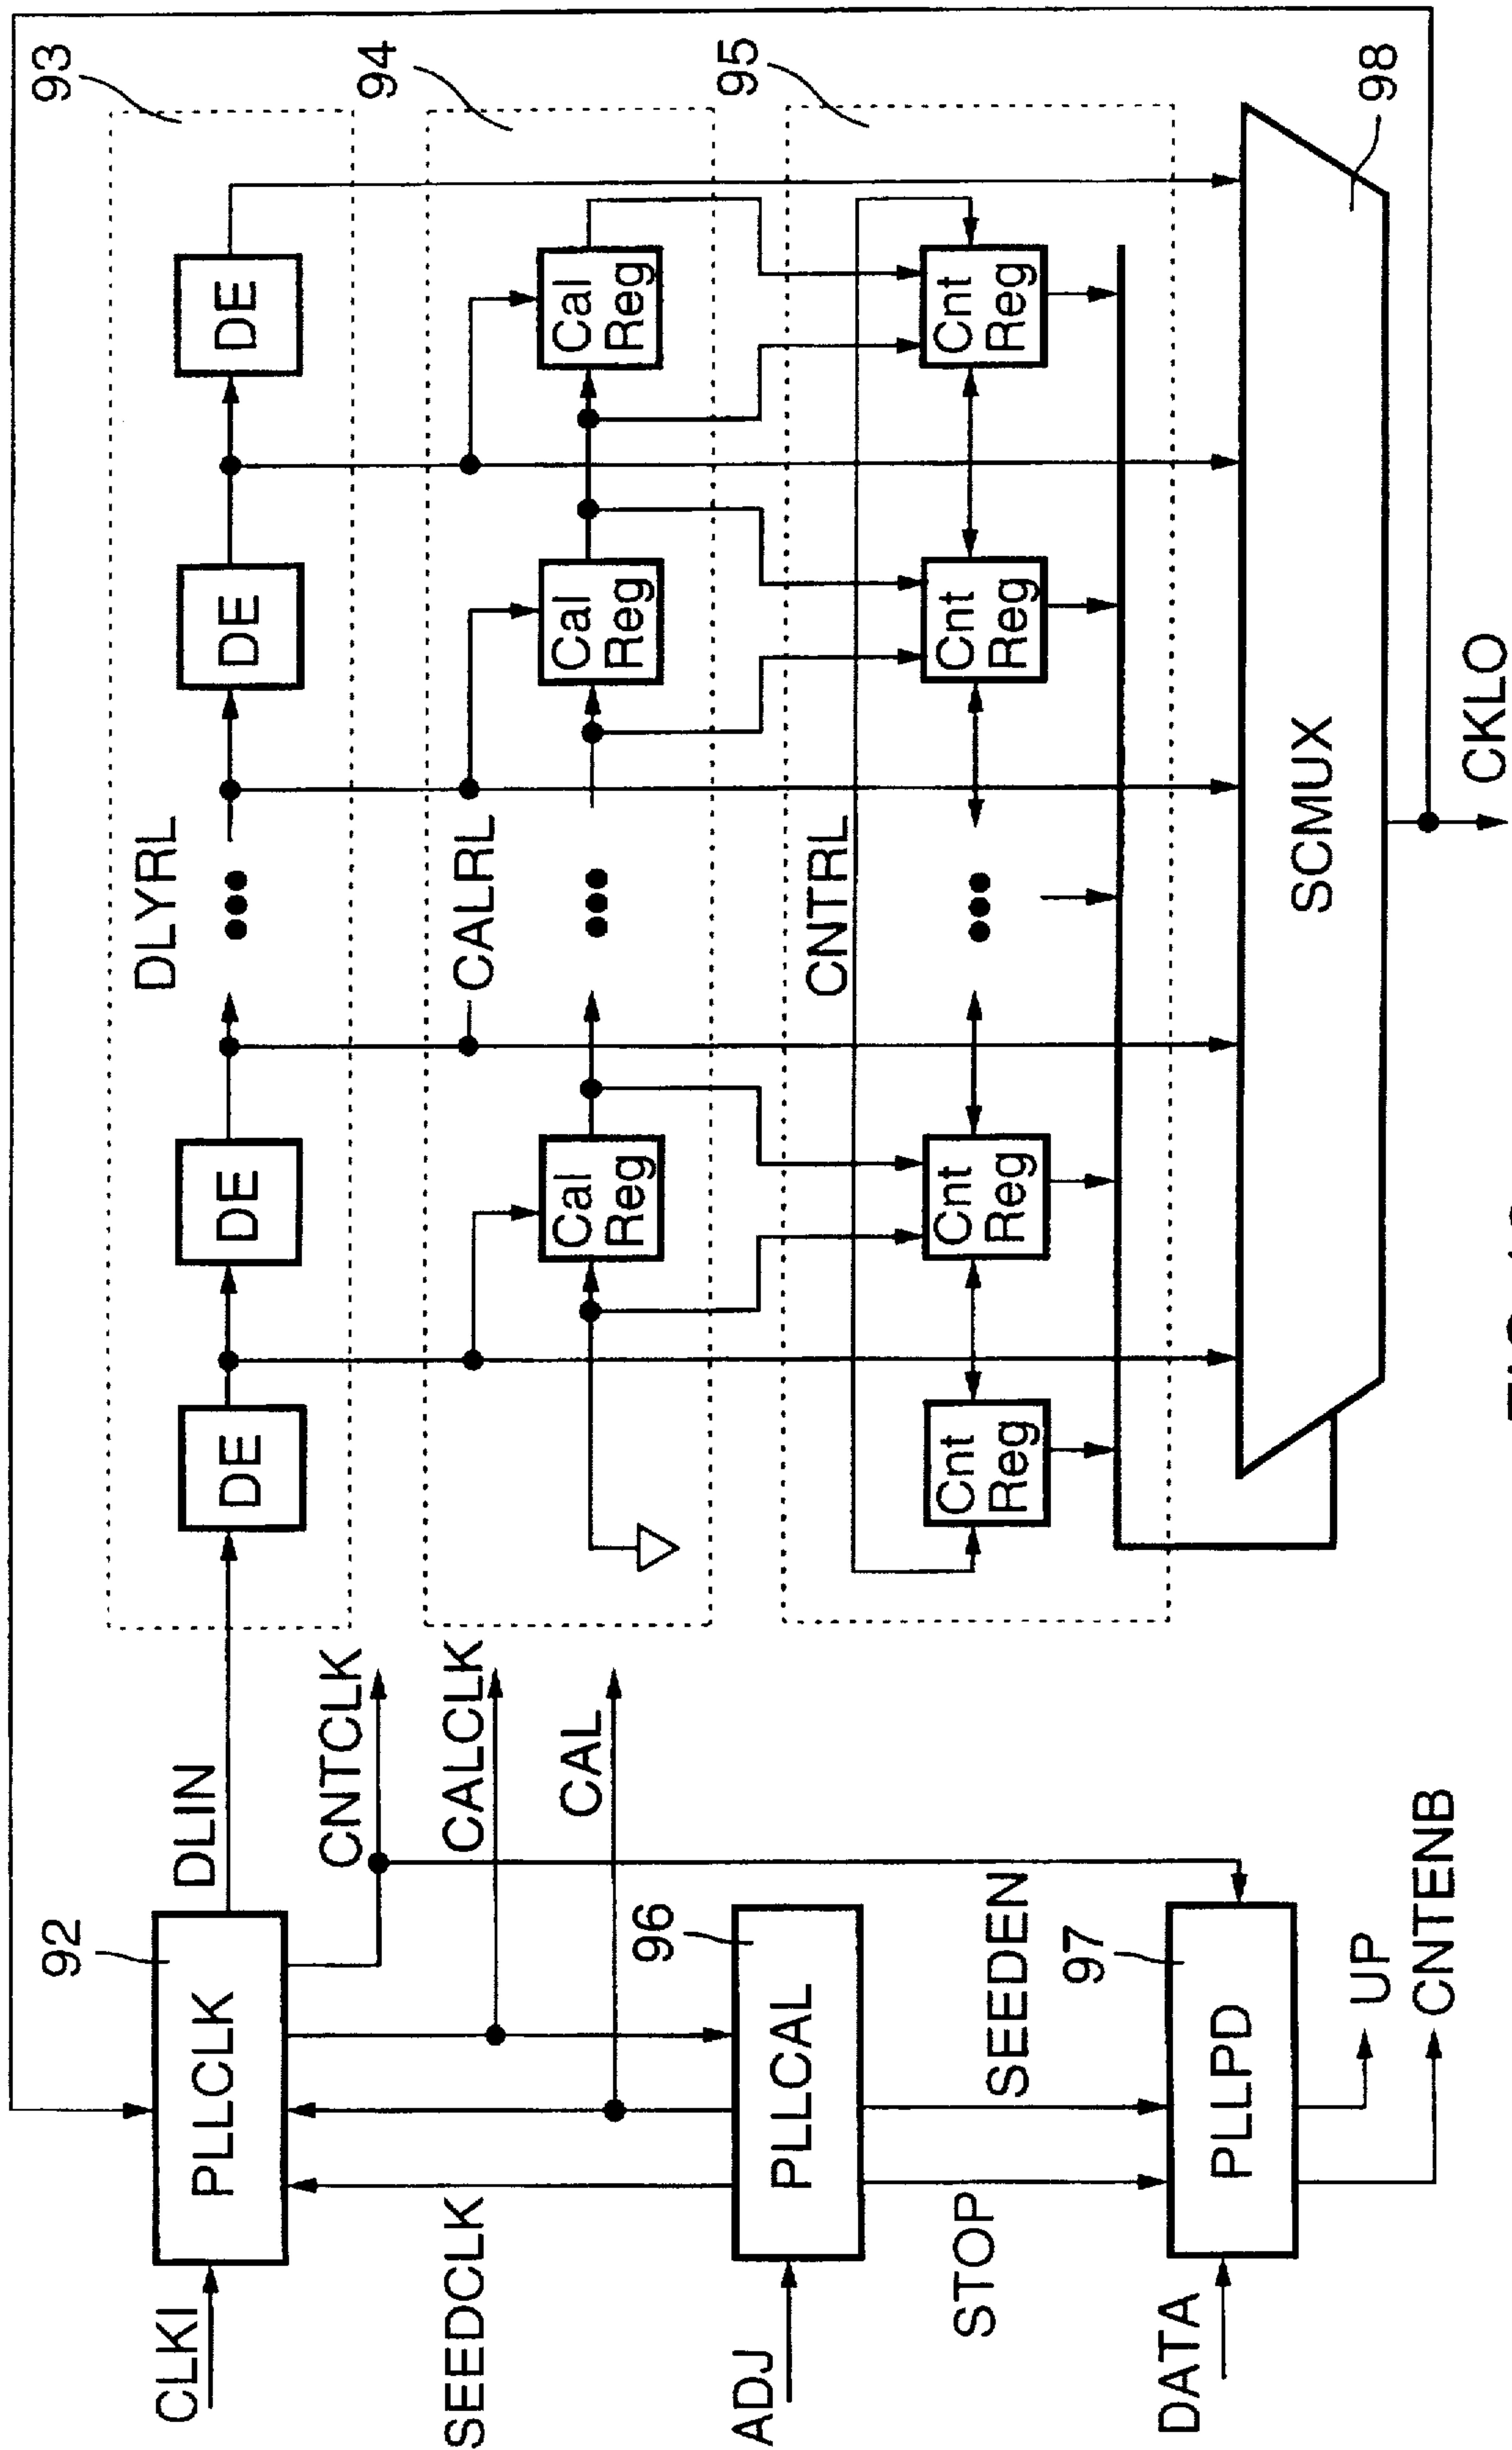 93
94
95
98
DLYRL
DE
DE
DE
DE
CALRL
Cal
Reg
Cal
Reg
Cal
Reg
CNTRL
Cnt
Reg
Cnt
Reg
Cnt
Reg
Cnt
Reg
SCMUX
CKLO
92
PLLCLK
CLKI
DLIN
CNTCLK
CALCLK
CAL
SEEDCLK
96
PLLCAL
ADJ
SEEDEN
STOP
97
PLLPD
DATA
UP
CNTENB